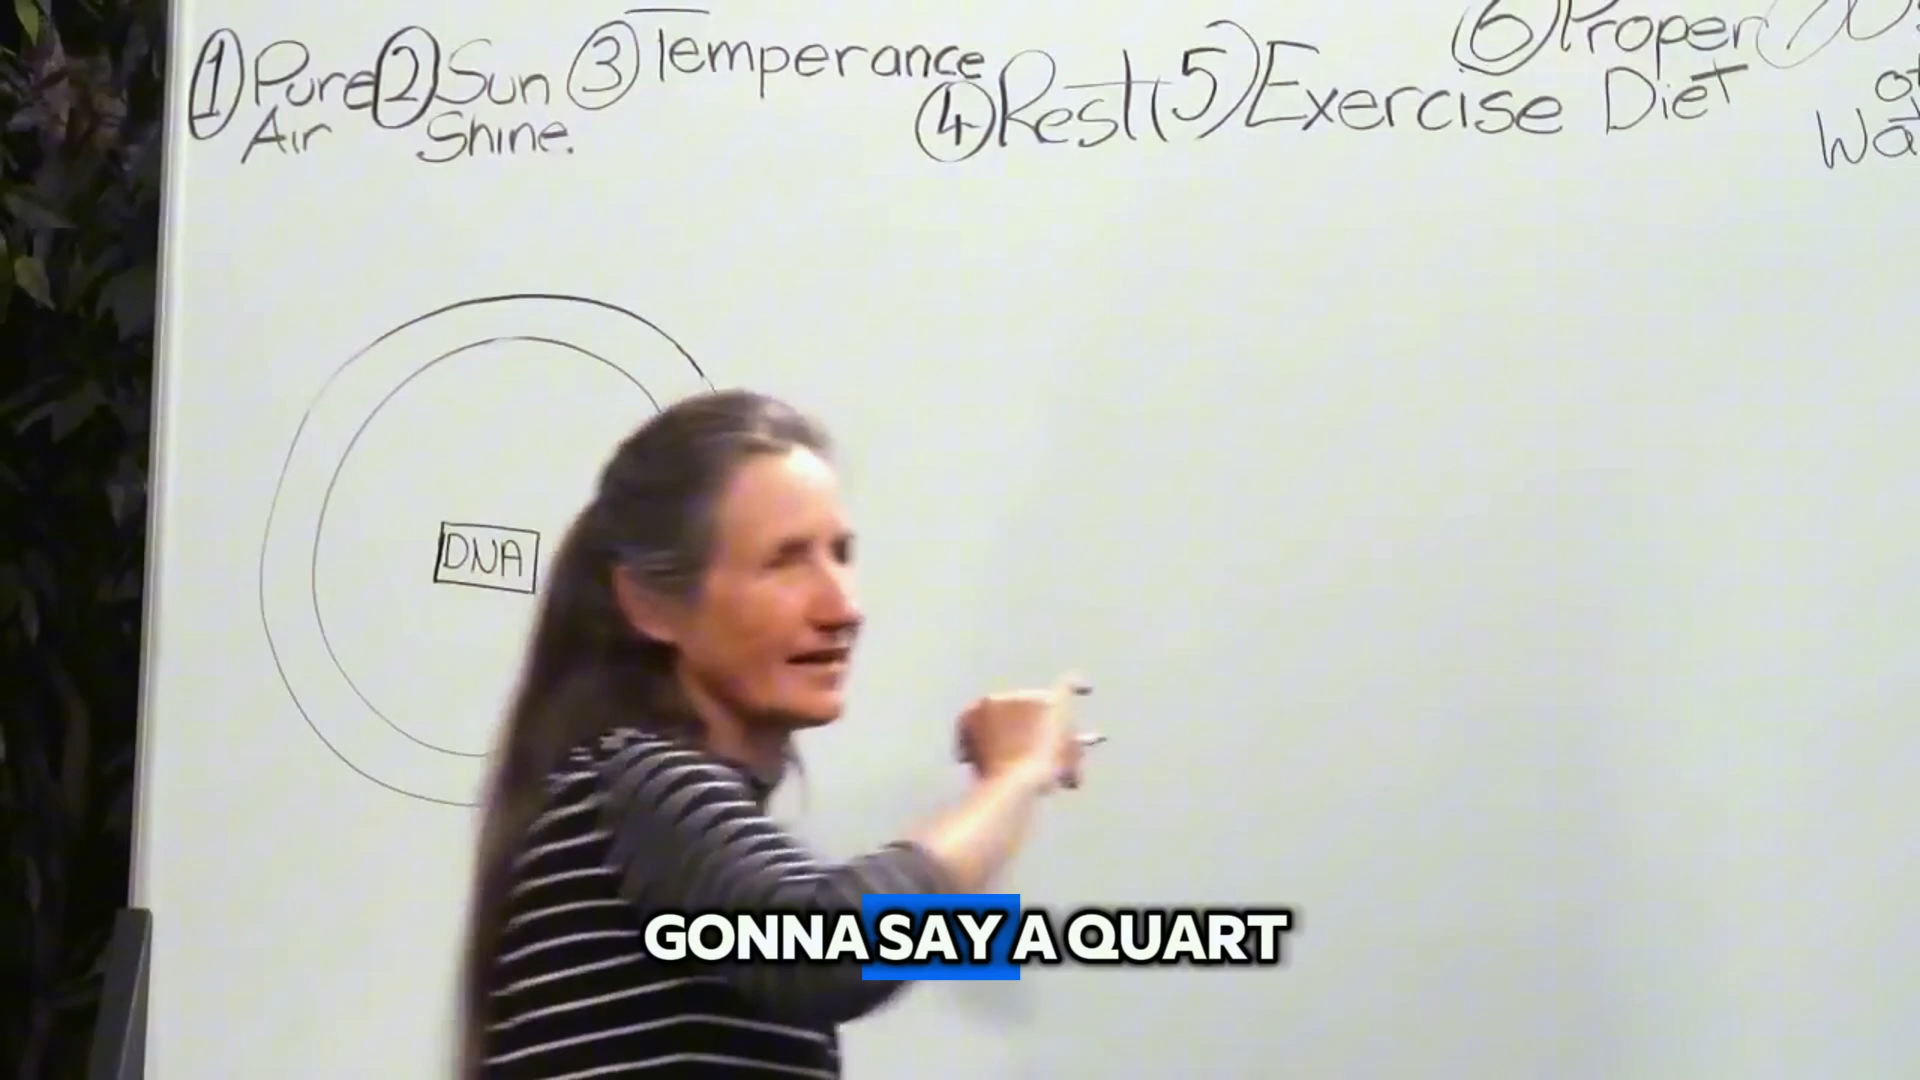 ① Pure
Air
② Sun
Shine.
③ Temperance
④ Rest
⑤ Exercise
⑥ Proper
Diet
DNA
GONNA SAY A QUART